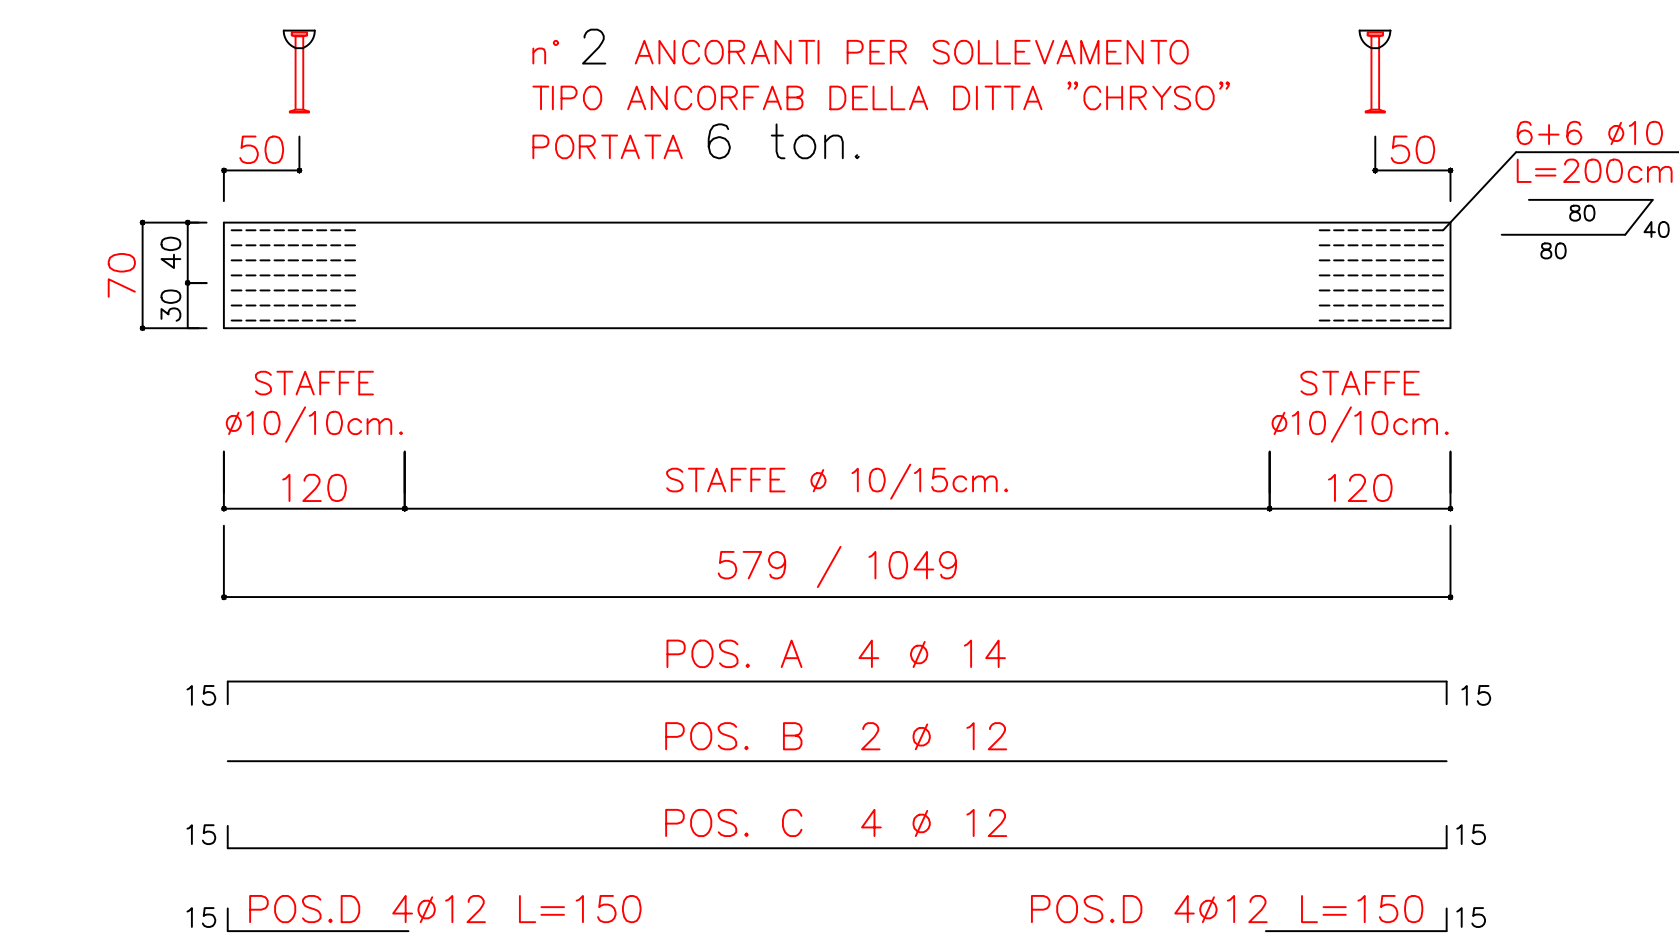 n° 2 ANCORANTI PER SOLLEVAMENTO
TIPO ANCORFAB DELLA DITTA "CHRYSO"
PORTATA 6 ton.
50
50
6+6 ø10
L=200cm
80
40
80
70
40
30
STAFFE
ø10/10cm.
STAFFE
ø10/10cm.
120
STAFFE ø 10/15cm.
120
579 / 1049
POS. A 4 ø 14
15
15
POS. B 2 ø 12
POS. C 4 ø 12
15
15
15
POS.D 4ø12 L=150
POS.D 4ø12 L=150
15